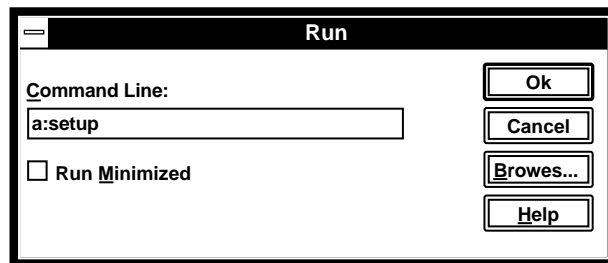 Run
Command Line:
a:setup
Run Minimized
Ok
Cancel
Browes...
Help